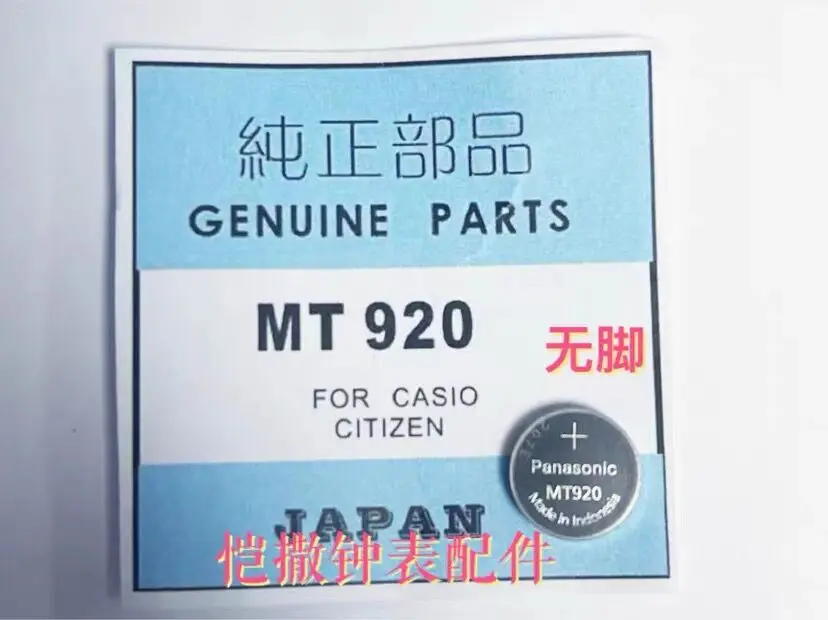 純正部品
GENUINE PARTS
MT 920
无脚
FOR CASIO
CITIZEN
+
Panasonic
MT920
Made in Indonesia
JAPAN
恺撒钟表配件